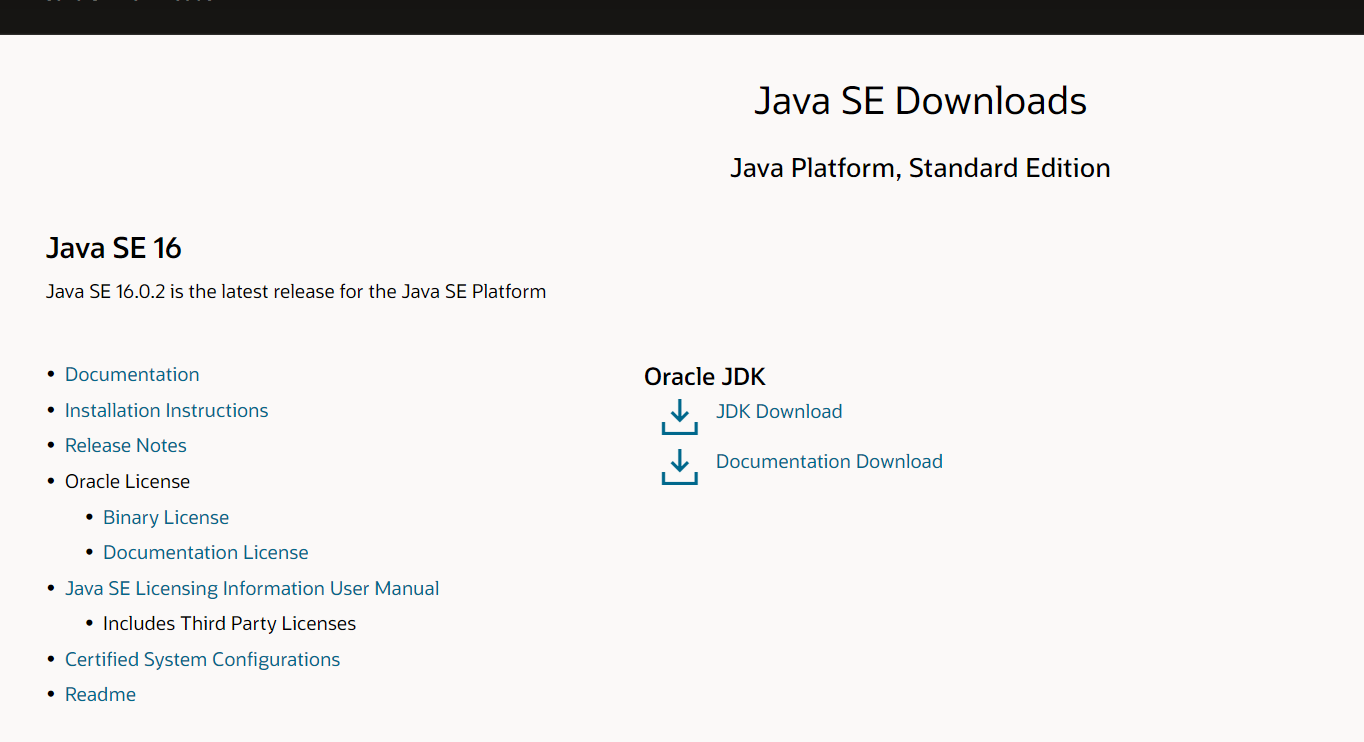 Java SE Downloads
Java Platform, Standard Edition
Java SE 16
Java SE 16.0.2 is the latest release for the Java SE Platform
Documentation
Installation Instructions
Release Notes
Oracle License
Binary License
Documentation License
Java SE Licensing Information User Manual
Includes Third Party Licenses
Certified System Configurations
Readme
Oracle JDK
JDK Download
Documentation Download